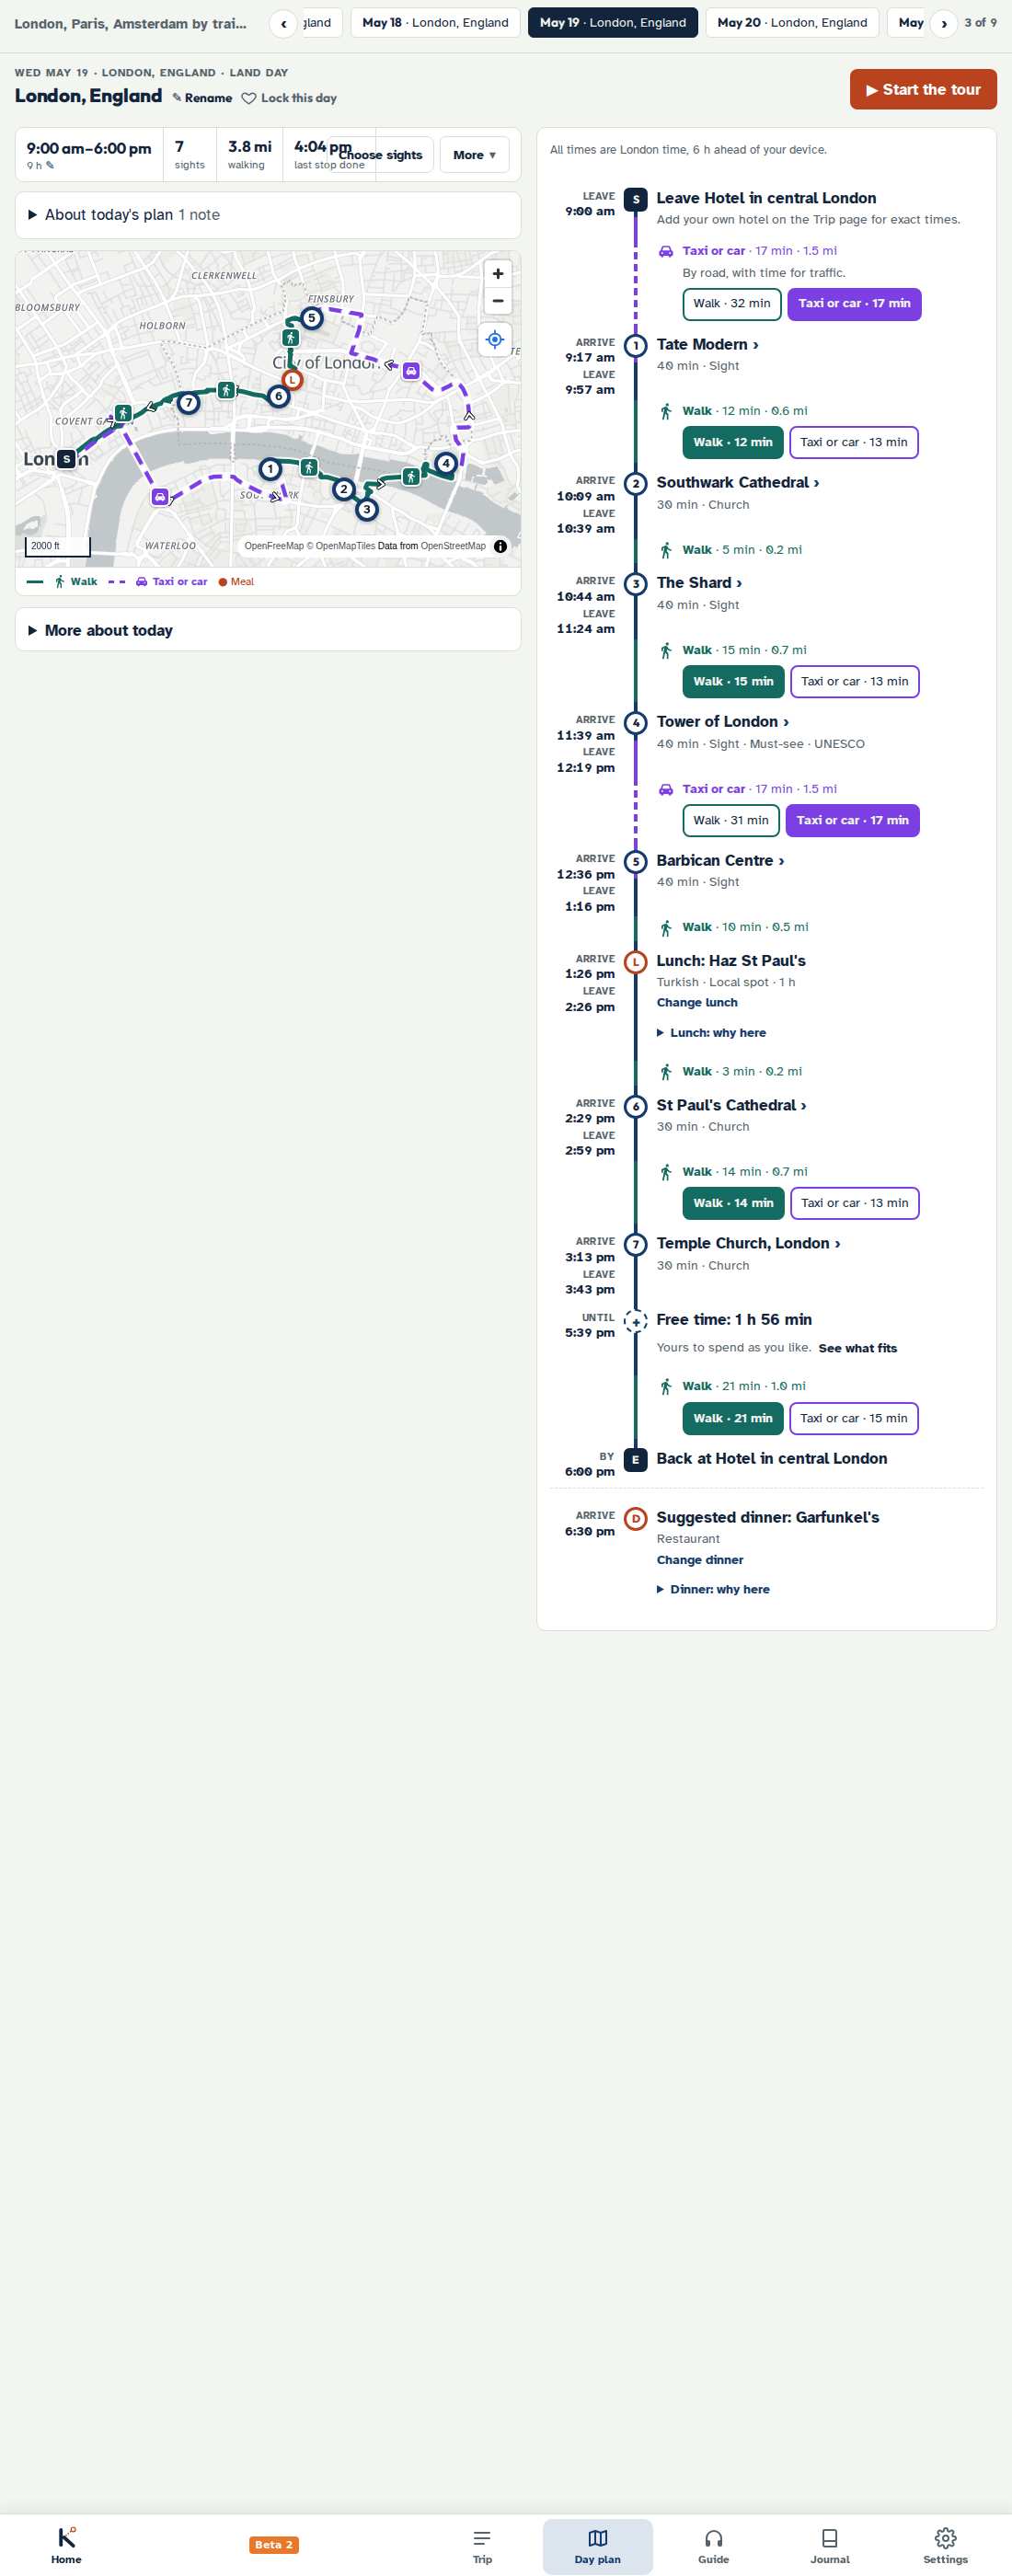 London, Paris, Amsterdam by trai...
‹
gland
May 18 · London, England
May 19 · London, England
May 20 · London, England
May
›
3 of 9
WED MAY 19 · LONDON, ENGLAND · LAND DAY
London, England
✎ Rename
Lock this day
▶ Start the tour
9:00 am–6:00 pm
9 h ✎
7
sights
3.8 mi
walking
4:04 pm
last stop done
Choose sights
More ▾
▶ About today's plan 1 note
CLERKENWELL
FINSBURY
BLOOMSBURY
HOLBORN
City of London
COVENT GA
London
SOUTHWARK
WATERLOO
TE
5
L
6
7
S
1
2
3
4
+
−
2000 ft
OpenFreeMap © OpenMapTiles Data from OpenStreetMap
Walk
Taxi or car
Meal
▶ More about today
All times are London time, 6 h ahead of your device.
LEAVE
9:00 am
S
Leave Hotel in central London
Add your own hotel on the Trip page for exact times.
Taxi or car · 17 min · 1.5 mi
By road, with time for traffic.
Walk · 32 min
Taxi or car · 17 min
ARRIVE
9:17 am
LEAVE
9:57 am
1
Tate Modern ›
40 min · Sight
Walk · 12 min · 0.6 mi
Walk · 12 min
Taxi or car · 13 min
ARRIVE
10:09 am
LEAVE
10:39 am
2
Southwark Cathedral ›
30 min · Church
Walk · 5 min · 0.2 mi
ARRIVE
10:44 am
LEAVE
11:24 am
3
The Shard ›
40 min · Sight
Walk · 15 min · 0.7 mi
Walk · 15 min
Taxi or car · 13 min
ARRIVE
11:39 am
LEAVE
12:19 pm
4
Tower of London ›
40 min · Sight · Must-see · UNESCO
Taxi or car · 17 min · 1.5 mi
Walk · 31 min
Taxi or car · 17 min
ARRIVE
12:36 pm
LEAVE
1:16 pm
5
Barbican Centre ›
40 min · Sight
Walk · 10 min · 0.5 mi
ARRIVE
1:26 pm
LEAVE
2:26 pm
L
Lunch: Haz St Paul's
Turkish · Local spot · 1 h
Change lunch
▶ Lunch: why here
Walk · 3 min · 0.2 mi
ARRIVE
2:29 pm
LEAVE
2:59 pm
6
St Paul's Cathedral ›
30 min · Church
Walk · 14 min · 0.7 mi
Walk · 14 min
Taxi or car · 13 min
ARRIVE
3:13 pm
LEAVE
3:43 pm
7
Temple Church, London ›
30 min · Church
UNTIL
5:39 pm
+
Free time: 1 h 56 min
Yours to spend as you like. See what fits
Walk · 21 min · 1.0 mi
Walk · 21 min
Taxi or car · 15 min
BY
6:00 pm
E
Back at Hotel in central London
ARRIVE
6:30 pm
D
Suggested dinner: Garfunkel's
Restaurant
Change dinner
▶ Dinner: why here
Home
Beta 2
Trip
Day plan
Guide
Journal
Settings